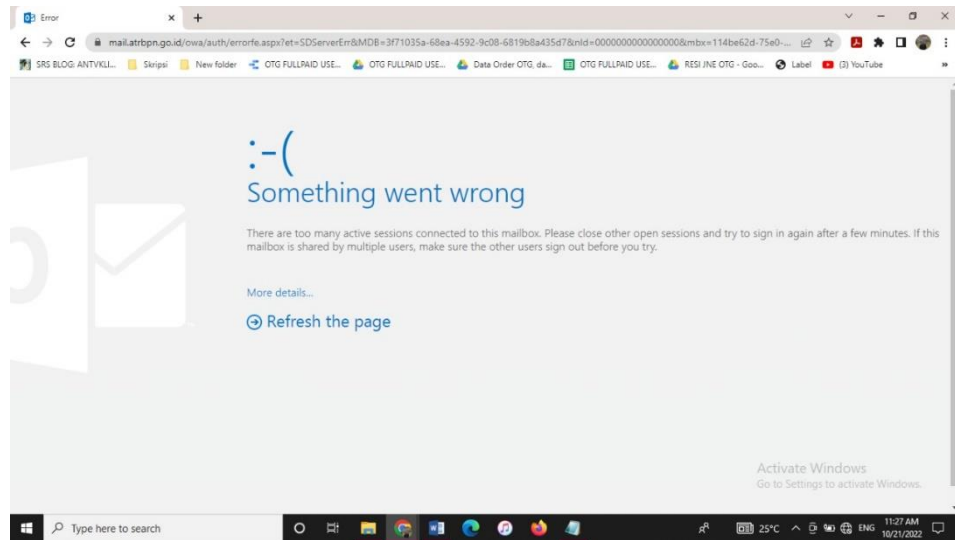 Error
mail.atrbpn.go.id/owa/auth/errorfe.aspx?et=SDServerErr&MDB=3f71035a-68ea-4592-9c08-6819b8a435d7&nId=0000000000000000&mbx=114be62d-75e0-...
SRS BLOG: ANTVKLI... Skripsi New folder OTG FULLPAID USE... OTG FULLPAID USE... Data Order OTG, da... OTG FULLPAID USE... RESI JNE OTG - Goo... Label (3) YouTube »
:-(
Something went wrong
There are too many active sessions connected to this mailbox. Please close other open sessions and try to sign in again after a few minutes. If this
mailbox is shared by multiple users, make sure the other users sign out before you try.
More details...
Refresh the page
Activate Windows
Go to Settings to activate Windows.
Type here to search 25°C ENG 11:27 AM
10/21/2022